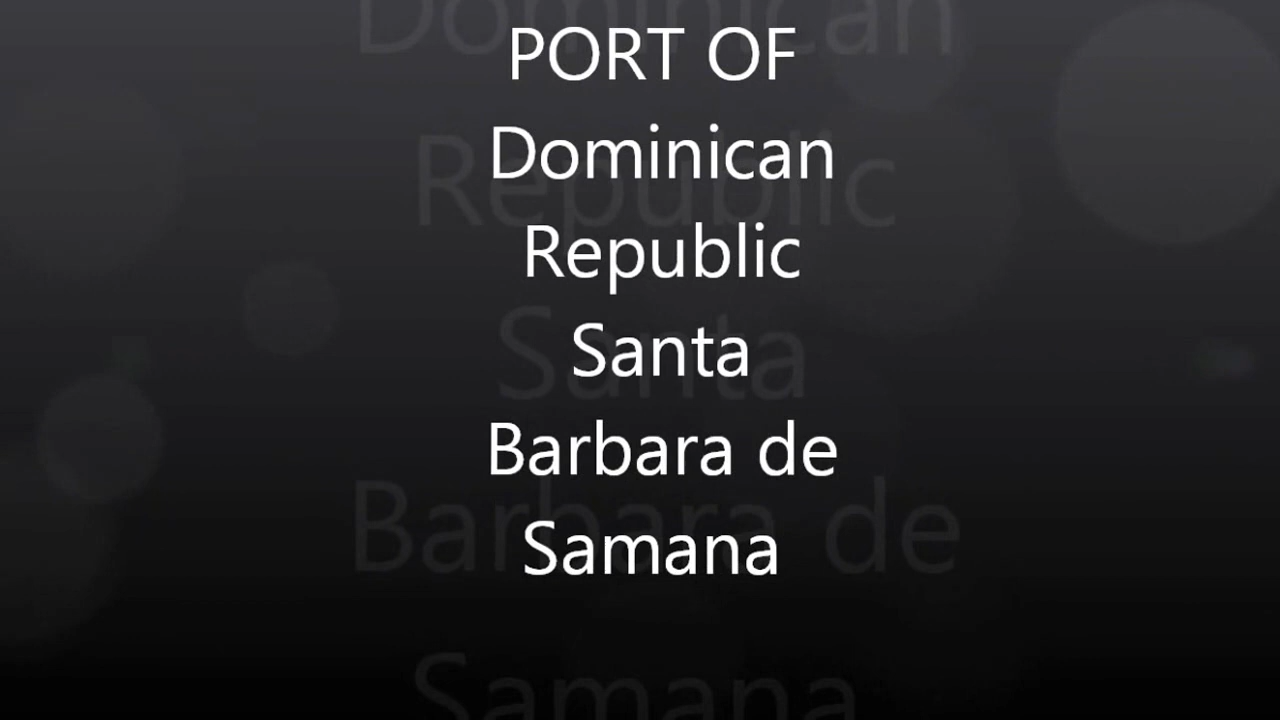 PORT OF
Dominican
Republic
Santa
Barbara de
Samana